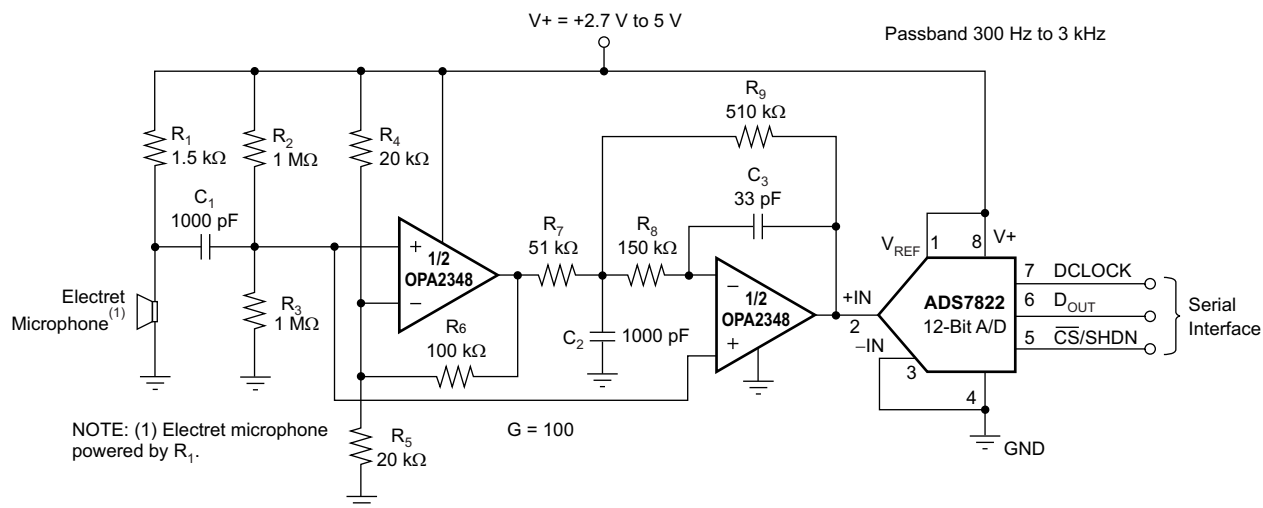 V+ = +2.7 V to 5 V
Passband 300 Hz to 3 kHz
R1
1.5 kΩ
R2
1 MΩ
R4
20 kΩ
R9
510 kΩ
C3
33 pF
C1
1000 pF
R7
51 kΩ
R8
150 kΩ
+
1/2
OPA2348
−
VREF
1
8
V+
7
DCLOCK
Electret
Microphone(1)
R3
1 MΩ
R6
100 kΩ
C2
1000 pF
−
1/2
OPA2348
+
+IN
2
−IN
3
ADS7822
12-Bit A/D
6
DOUT
5
C̅S̅/SHDN
Serial
Interface
4
GND
NOTE: (1) Electret microphone
powered by R1.
R5
20 kΩ
G = 100